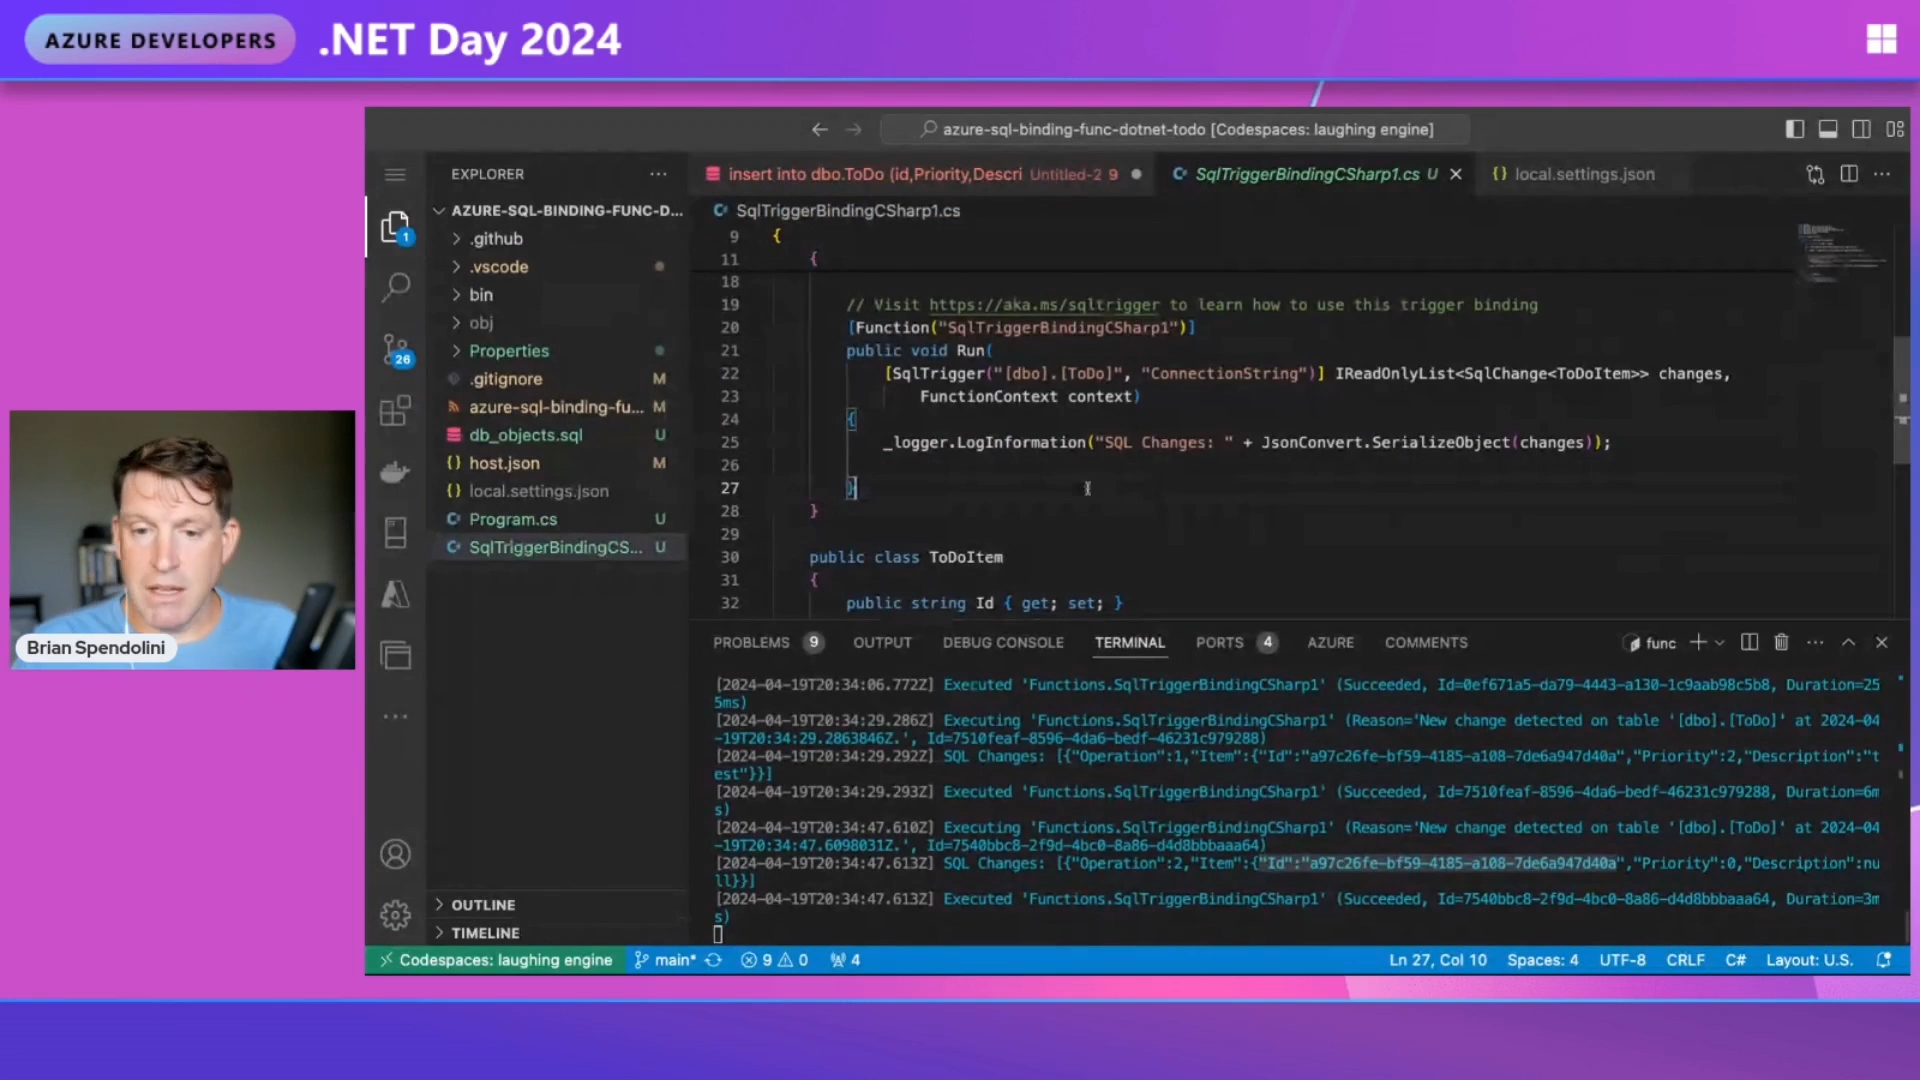 AZURE DEVELOPERS
.NET Day 2024
azure-sql-binding-func-dotnet-todo [Codespaces: laughing engine]
EXPLORER
insert into dbo.ToDo (id,Priority,Descri Untitled-2 9
SqlTriggerBindingCSharp1.cs U
local.settings.json
AZURE-SQL-BINDING-FUNC-D...
.github
.vscode
bin
obj
Properties
.gitignore M
azure-sql-binding-fu... M
db_objects.sql U
host.json M
local.settings.json
Program.cs U
SqlTriggerBindingCS... U
1
26
OUTLINE
TIMELINE
SqlTriggerBindingCSharp1.cs
9 {
11 {
18
19 // Visit https://aka.ms/sqltrigger to learn how to use this trigger binding
20 [Function("SqlTriggerBindingCSharp1")]
21 public void Run(
22 [SqlTrigger("[dbo].[ToDo]", "ConnectionString")] IReadOnlyList<SqlChange<ToDoItem>> changes,
23 FunctionContext context)
24 {
25 _logger.LogInformation("SQL Changes: " + JsonConvert.SerializeObject(changes));
26
27 }
28 }
29
30 public class ToDoItem
31 {
32 public string Id { get; set; }
PROBLEMS 9 OUTPUT DEBUG CONSOLE TERMINAL PORTS 4 AZURE COMMENTS
func
[2024-04-19T20:34:06.772Z] Executed 'Functions.SqlTriggerBindingCSharp1' (Succeeded, Id=0ef671a5-da79-4443-a130-1c9aab98c5b8, Duration=25
5ms)
[2024-04-19T20:34:29.286Z] Executing 'Functions.SqlTriggerBindingCSharp1' (Reason='New change detected on table '[dbo].[ToDo]' at 2024-04
-19T20:34:29.2863846Z.', Id=7510feaf-8596-4da6-bedf-46231c979288)
[2024-04-19T20:34:29.292Z] SQL Changes: [{"Operation":1,"Item":{"Id":"a97c26fe-bf59-4185-a108-7de6a947d40a","Priority":2,"Description":"t
est"}}]
[2024-04-19T20:34:29.293Z] Executed 'Functions.SqlTriggerBindingCSharp1' (Succeeded, Id=7510feaf-8596-4da6-bedf-46231c979288, Duration=6m
s)
[2024-04-19T20:34:47.610Z] Executing 'Functions.SqlTriggerBindingCSharp1' (Reason='New change detected on table '[dbo].[ToDo]' at 2024-04
-19T20:34:47.6098031Z.', Id=7540bbc8-2f9d-4bc0-8a86-d4d8bbbaaa64)
[2024-04-19T20:34:47.613Z] SQL Changes: [{"Operation":2,"Item":{"Id":"a97c26fe-bf59-4185-a108-7de6a947d40a","Priority":0,"Description":nu
ll}}]
[2024-04-19T20:34:47.613Z] Executed 'Functions.SqlTriggerBindingCSharp1' (Succeeded, Id=7540bbc8-2f9d-4bc0-8a86-d4d8bbbaaa64, Duration=3m
s)
Codespaces: laughing engine main* 9 0 4
Ln 27, Col 10 Spaces: 4 UTF-8 CRLF C# Layout: U.S.
Brian Spendolini